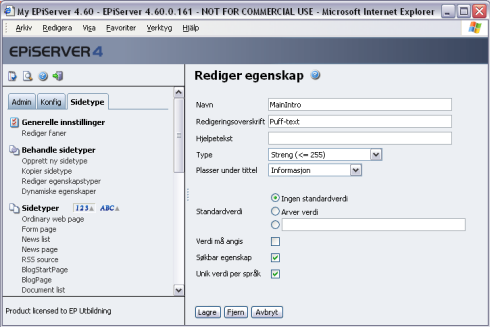 My EPiServer 4.60 - EPiServer 4.60.0.161 - NOT FOR COMMERCIAL USE - Microsoft Internet Explorer
Arkiv Redigera Visa Favoriter Verktyg Hjälp
EPiSERVER 4
Admin Konfig Sidetype
Generelle innstillinger
Rediger faner
Behandle sidetyper
Opprett ny sidetype
Kopier sidetype
Rediger egenskapstyper
Dynamiske egenskaper
Sidetyper 123 ABC
Ordinary web page
Form page
News list
News page
RSS source
BlogStartPage
BlogPage
Document list
Product licensed to EP Utbildning
Rediger egenskap
Navn MainIntro
Redigeringsoverskrift Puff-text
Hjelpetekst
Type Streng (<= 255)
Plasser under tittel Informasjon
Standardverdi
Ingen standardverdi
Arver verdi
Verdi må angis
Søkbar egenskap
Unik verdi per språk
Lagre Fjern Avbryt